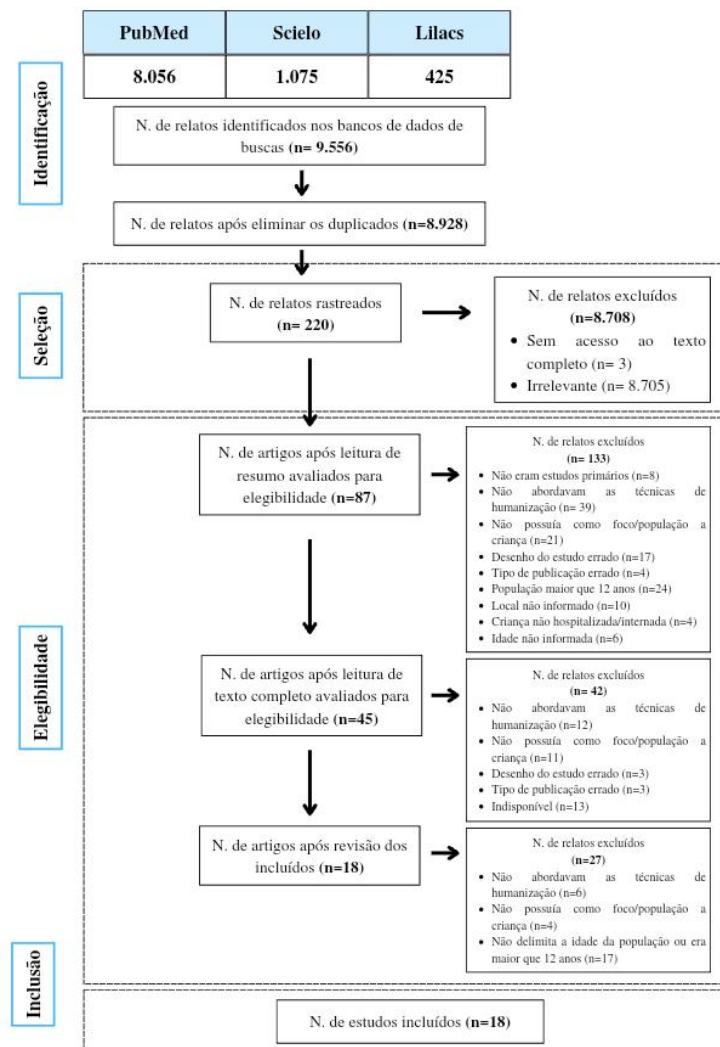 PubMed Scielo Lilacs
8.056 1.075 425
Identificação
N. de relatos identificados nos bancos de dados de
buscas (n= 9.556)
N. de relatos após eliminar os duplicados (n=8.928)
Seleção
N. de relatos rastreados
(n= 220)
N. de relatos excluídos
(n=8.708)
• Sem acesso ao texto
completo (n= 3)
• Irrelevante (n= 8.705)
Elegibilidade
N. de artigos após leitura de
resumo avaliados para
elegibilidade (n=87)
N. de relatos excluídos
(n= 133)
• Não eram estudos primários (n=8)
• Não abordavam as técnicas de
humanização (n= 39)
• Não possuía como foco/população a
criança (n=21)
• Desenho do estudo errado (n=17)
• Tipo de publicação errado (n=4)
• População maior que 12 anos (n=24)
• Local não informado (n=10)
• Criança não hospitalizada/internada (n=4)
• Idade não informada (n=6)
N. de artigos após leitura de
texto completo avaliados para
elegibilidade (n=45)
N. de relatos excluídos
(n= 42)
• Não abordavam as técnicas de
humanização (n=12)
• Não possuía como foco/população a
criança (n=11)
• Desenho do estudo errado (n=3)
• Tipo de publicação errado (n=3)
• Indisponível (n=13)
N. de artigos após revisão dos
incluídos (n=18)
N. de relatos excluídos
(n=27)
• Não abordavam as técnicas de
humanização (n=6)
• Não possuía como foco/população a
criança (n=4)
• Não delimita a idade da população ou era
maior que 12 anos (n=17)
Inclusão
N. de estudos incluídos (n=18)